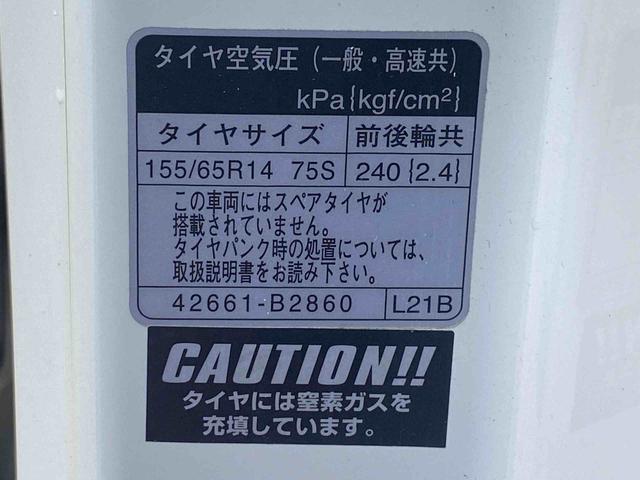 タイヤ空気圧（一般・高速共）
kPa{kgf/cm²}
タイヤサイズ 前後輪共
155/65R14 75S 240{2.4}
この車両にはスペアタイヤが
搭載されていません。
タイヤパンク時の処置については、
取扱説明書をお読み下さい。
42661-B2860 L21B
CAUTION!!
タイヤには窒素ガスを
充填しています。